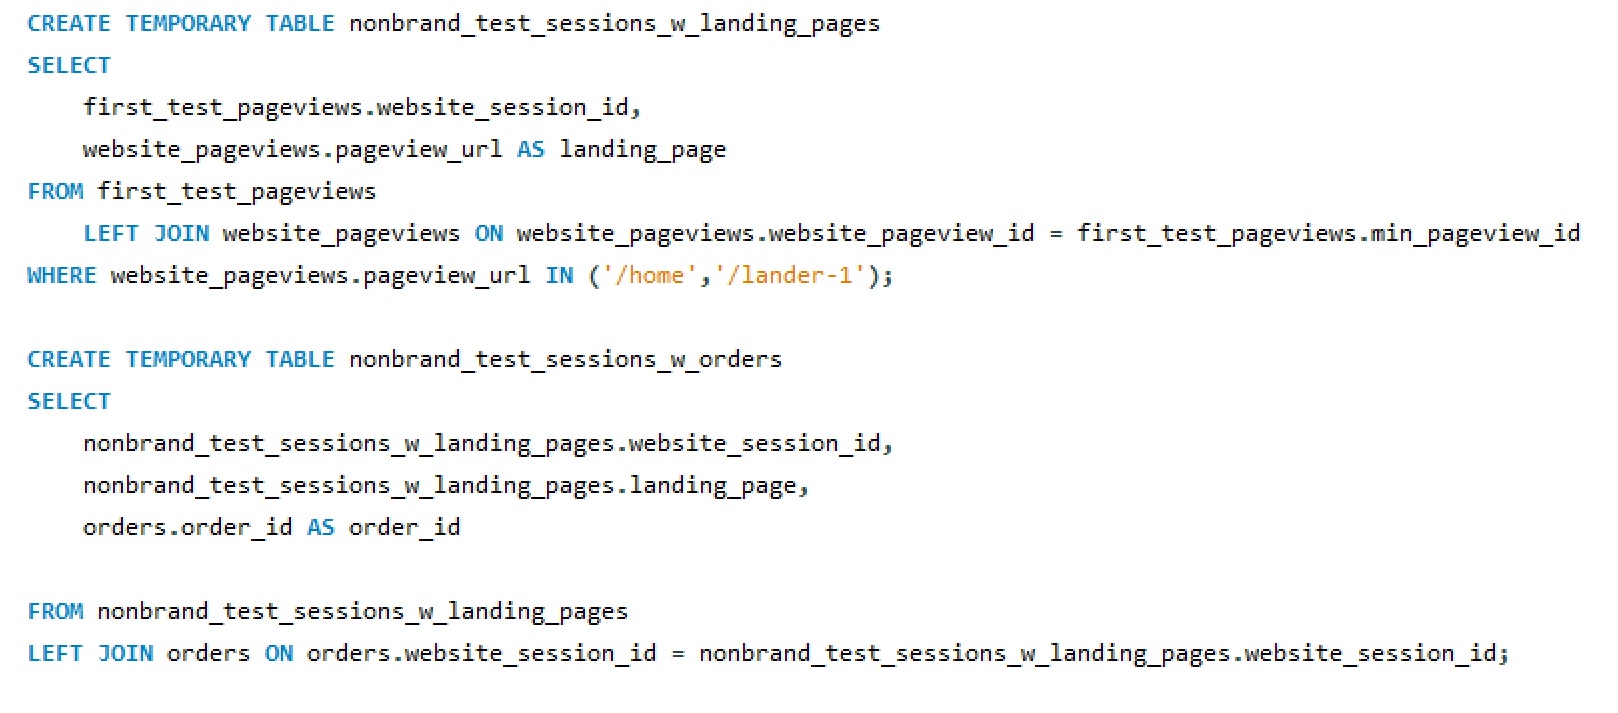 CREATE TEMPORARY TABLE nonbrand_test_sessions_w_landing_pages
SELECT
    first_test_pageviews.website_session_id,
    website_pageviews.pageview_url AS landing_page
FROM first_test_pageviews
    LEFT JOIN website_pageviews ON website_pageviews.website_pageview_id = first_test_pageviews.min_pageview_id
WHERE website_pageviews.pageview_url IN ('/home','/lander-1');

CREATE TEMPORARY TABLE nonbrand_test_sessions_w_orders
SELECT
    nonbrand_test_sessions_w_landing_pages.website_session_id,
    nonbrand_test_sessions_w_landing_pages.landing_page,
    orders.order_id AS order_id

FROM nonbrand_test_sessions_w_landing_pages
LEFT JOIN orders ON orders.website_session_id = nonbrand_test_sessions_w_landing_pages.website_session_id;